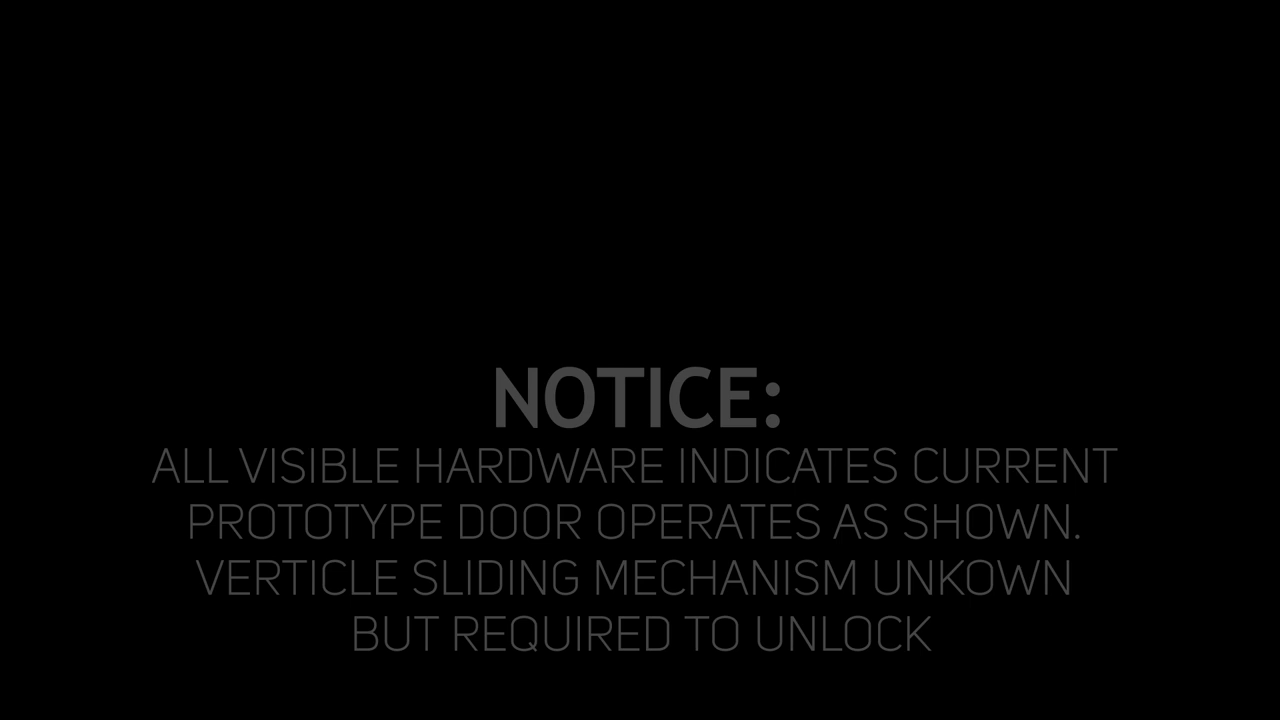 NOTICE:
ALL VISIBLE HARDWARE INDICATES CURRENT
PROTOTYPE DOOR OPERATES AS SHOWN.
VERTICLE SLIDING MECHANISM UNKOWN
BUT REQUIRED TO UNLOCK